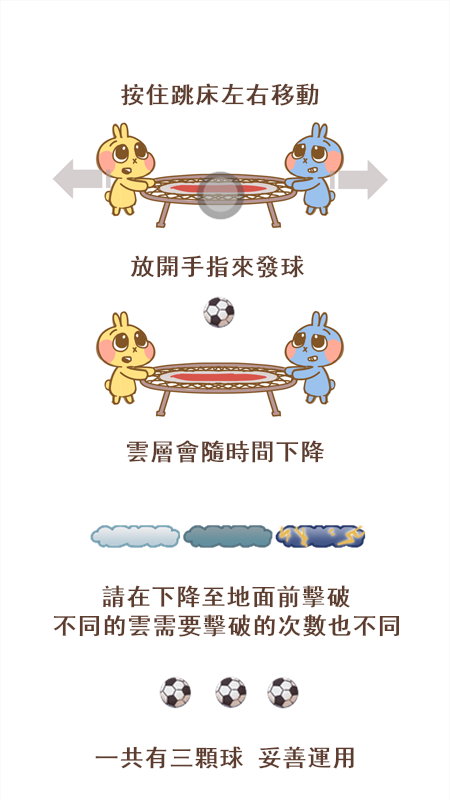 按住跳床左右移動
放開手指來發球
雲層會隨時間下降
請在下降至地面前擊破
不同的雲需要擊破的次數也不同
一共有三顆球 妥善運用